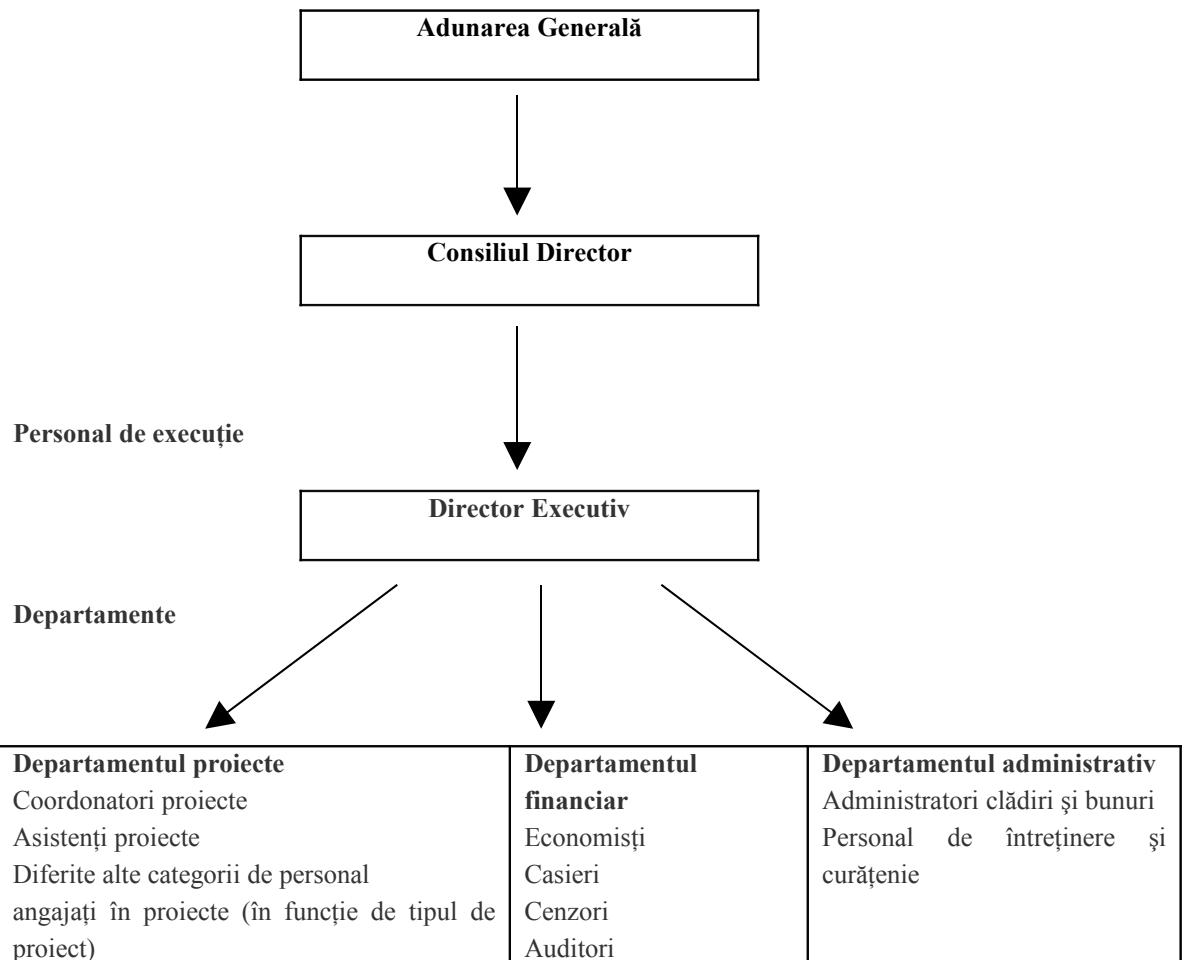 Adunarea Generală
Consiliul Director
Personal de execuție
Director Executiv
Departamente
Departamentul proiecte
Coordonatori proiecte
Asistenți proiecte
Diferite alte categorii de personal
angajați în proiecte (în funcție de tipul de
proiect)
Departamentul
financiar
Economiști
Casieri
Cenzori
Auditori
Departamentul administrativ
Administratori clădiri şi bunuri
Personal de întreținere şi
curățenie